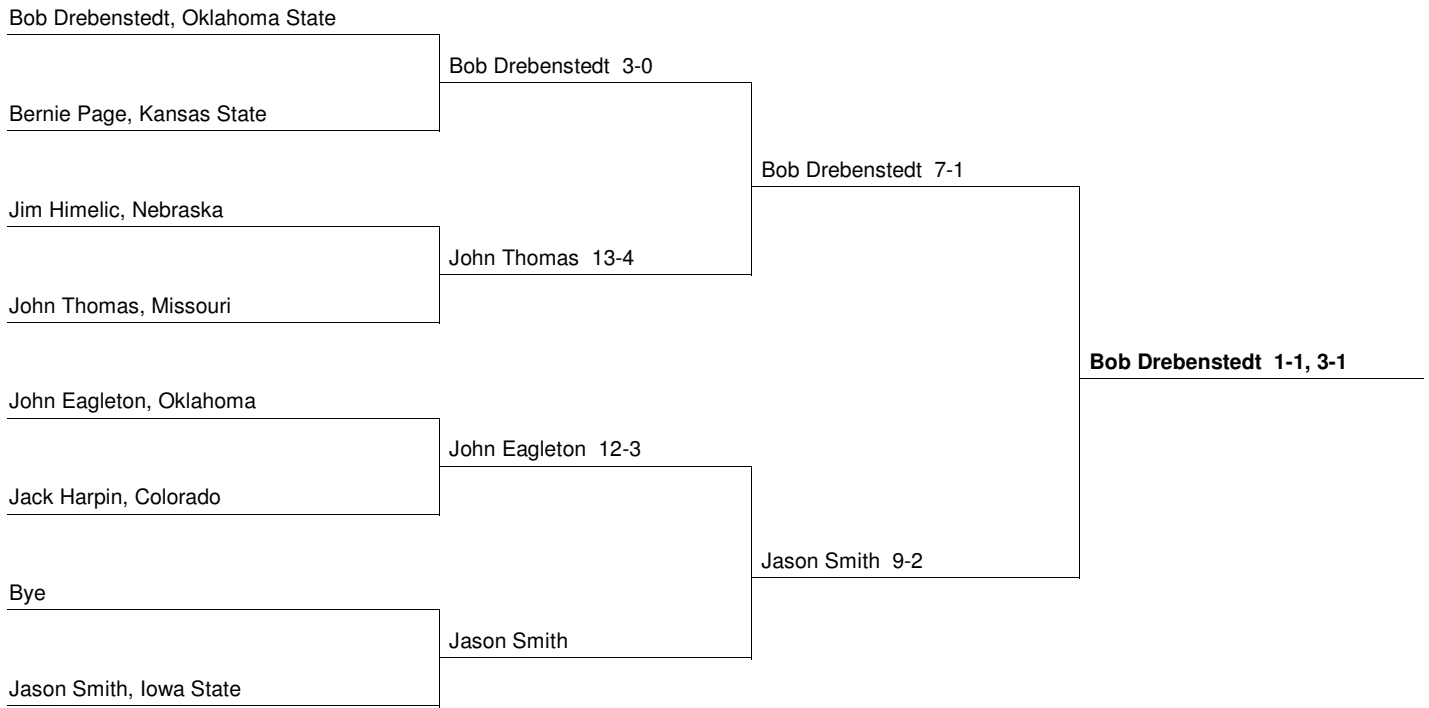 Bob Drebenstedt, Oklahoma State
Bob Drebenstedt 3-0
Bernie Page, Kansas State
Bob Drebenstedt 7-1
Jim Himelic, Nebraska
John Thomas 13-4
John Thomas, Missouri
Bob Drebenstedt 1-1, 3-1
John Eagleton, Oklahoma
John Eagleton 12-3
Jack Harpin, Colorado
Jason Smith 9-2
Bye
Jason Smith
Jason Smith, Iowa State